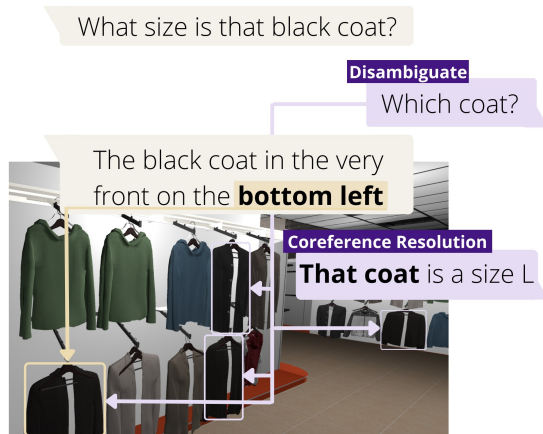 What size is that black coat?
Disambiguate
Which coat?
The black coat in the very
front on the bottom left
Coreference Resolution
That coat is a size L